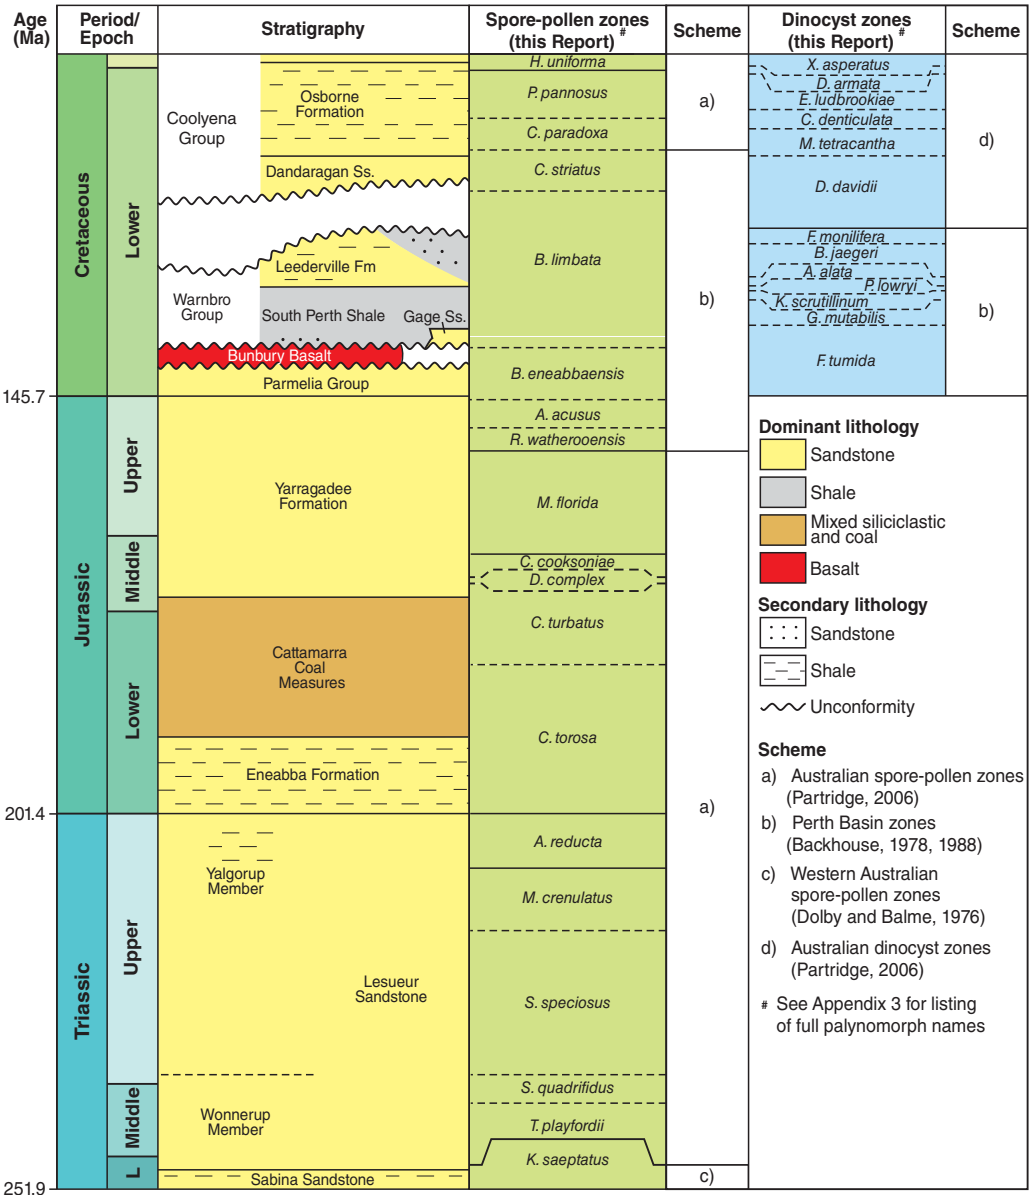 Age
(Ma)
Period/
Epoch
Stratigraphy
Spore-pollen zones
(this Report) #
Scheme
Dinocyst zones
(this Report) #
Scheme
145.7
201.4
251.9
Cretaceous
Jurassic
Triassic
Lower
Upper
Middle
Lower
Upper
Middle
L
Coolyena
Group
Osborne
Formation
Dandaragan Ss.
Leederville Fm
Warnbro
Group
South Perth Shale
Gage Ss.
Bunbury Basalt
Parmelia Group
Yarragadee
Formation
Cattamarra
Coal
Measures
Eneabba Formation
Yalgorup
Member
Lesueur
Sandstone
Wonnerup
Member
Sabina Sandstone
H. uniforma
P. pannosus
C. paradoxa
C. striatus
B. limbata
B. eneabbaensis
A. acusus
R. watherooensis
M. florida
C. cooksoniae
D. complex
C. turbatus
C. torosa
A. reducta
M. crenulatus
S. speciosus
S. quadrifidus
T. playfordii
K. saeptatus
a)
b)
a)
c)
X. asperatus
D. armata
E. ludbrookiae
C. denticulata
M. tetracantha
D. davidii
F. monilifera
B. jaegeri
A. alata
P. lowryi
K. scrutillinum
G. mutabilis
F. tumida
d)
b)
Dominant lithology
Sandstone
Shale
Mixed siliciclastic
and coal
Basalt
Secondary lithology
Sandstone
Shale
Unconformity
Scheme
a) Australian spore-pollen zones
(Partridge, 2006)
b) Perth Basin zones
(Backhouse, 1978, 1988)
c) Western Australian
spore-pollen zones
(Dolby and Balme, 1976)
d) Australian dinocyst zones
(Partridge, 2006)
# See Appendix 3 for listing
of full palynomorph names